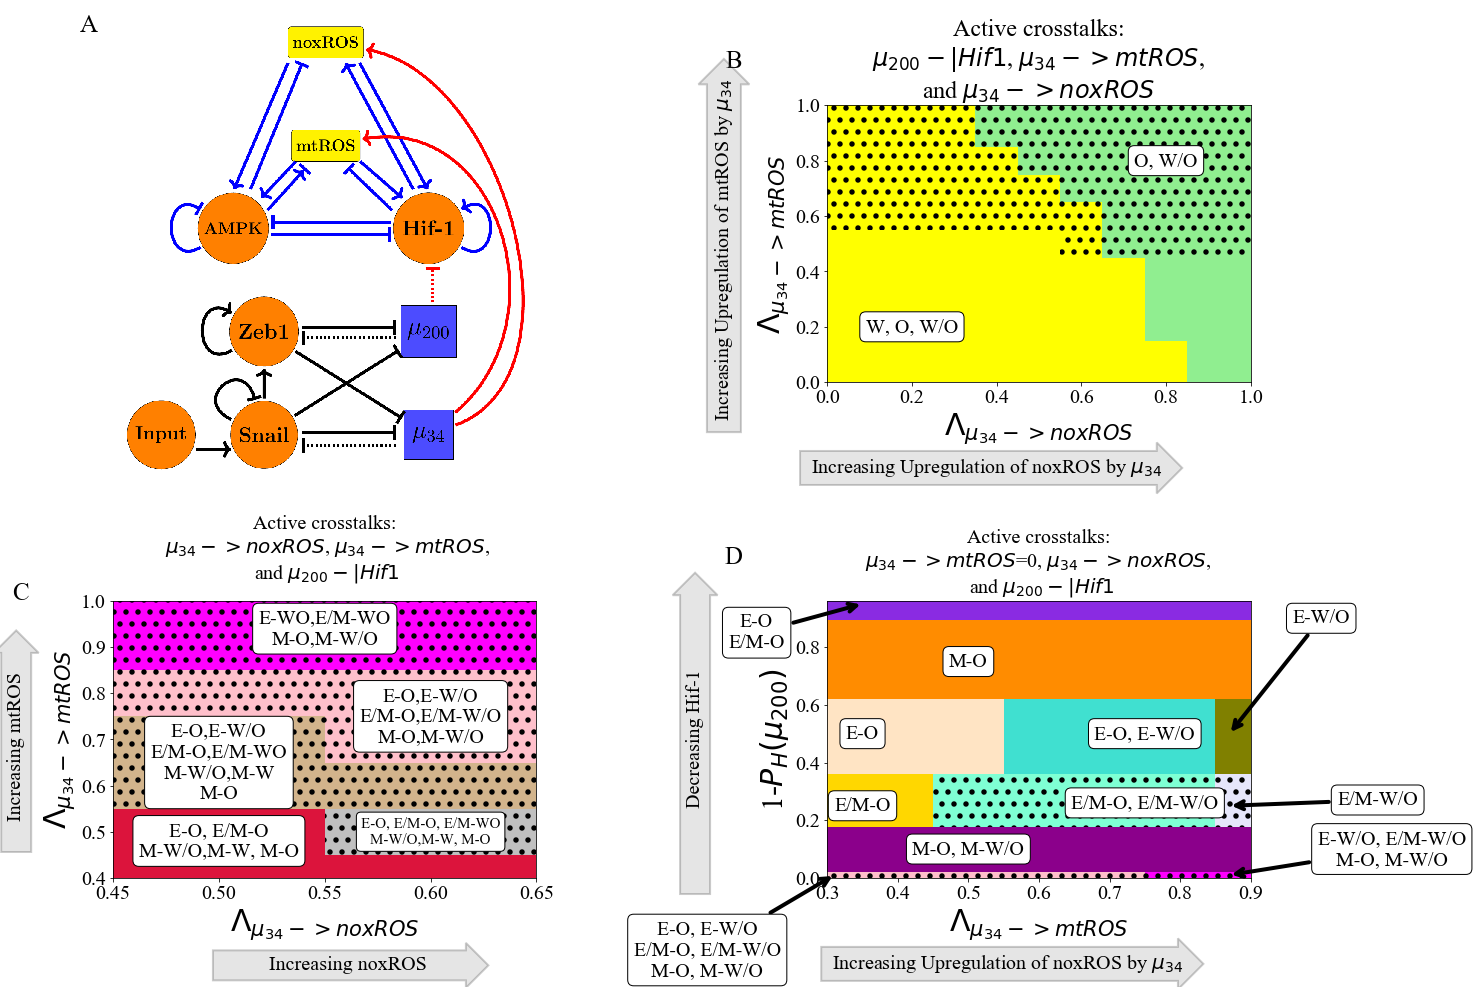 A
noxROS
mtROS
AMPK
Hif-1
Zeb1
μ200
Input
Snail
μ34
B
Active crosstalks:
μ200 −|Hif1, μ34 −> mtROS,
and μ34 −> noxROS
Increasing Upregulation of mtROS by μ34
Λμ34 −> mtROS
1.0
0.8
0.6
0.4
0.2
0.0
O, W/O
W, O, W/O
0.0
0.2
0.4
0.6
0.8
1.0
Λμ34 −> noxROS
Increasing Upregulation of noxROS by μ34
C
Active crosstalks:
μ34 −> noxROS, μ34 −> mtROS,
and μ200 −|Hif1
Increasing mtROS
Λμ34 −> mtROS
1.0
0.9
0.8
0.7
0.6
0.5
0.4
E-WO,E/M-WO
M-O,M-W/O
E-O,E-W/O
E/M-O,E/M-W/O
M-O,M-W/O
E-O,E-W/O
E/M-O,E/M-WO
M-W/O,M-W
M-O
E-O, E/M-O
M-W/O,M-W, M-O
E-O, E/M-O, E/M-WO
M-W/O,M-W, M-O
0.45
0.50
0.55
0.60
0.65
Λμ34 −> noxROS
Increasing noxROS
D
Active crosstalks:
μ34 −> mtROS=0, μ34 −> noxROS,
and μ200 −|Hif1
Decreasing Hif-1
1-PH(μ200)
0.8
0.6
0.4
0.2
0.0
E-O
E/M-O
M-O
E-W/O
E-O
E-O, E-W/O
E/M-O
E/M-O, E/M-W/O
E/M-W/O
M-O, M-W/O
E-W/O, E/M-W/O
M-O, M-W/O
E-O, E-W/O
E/M-O, E/M-W/O
M-O, M-W/O
0.3
0.4
0.5
0.6
0.7
0.8
0.9
Λμ34 −> mtROS
Increasing Upregulation of noxROS by μ34